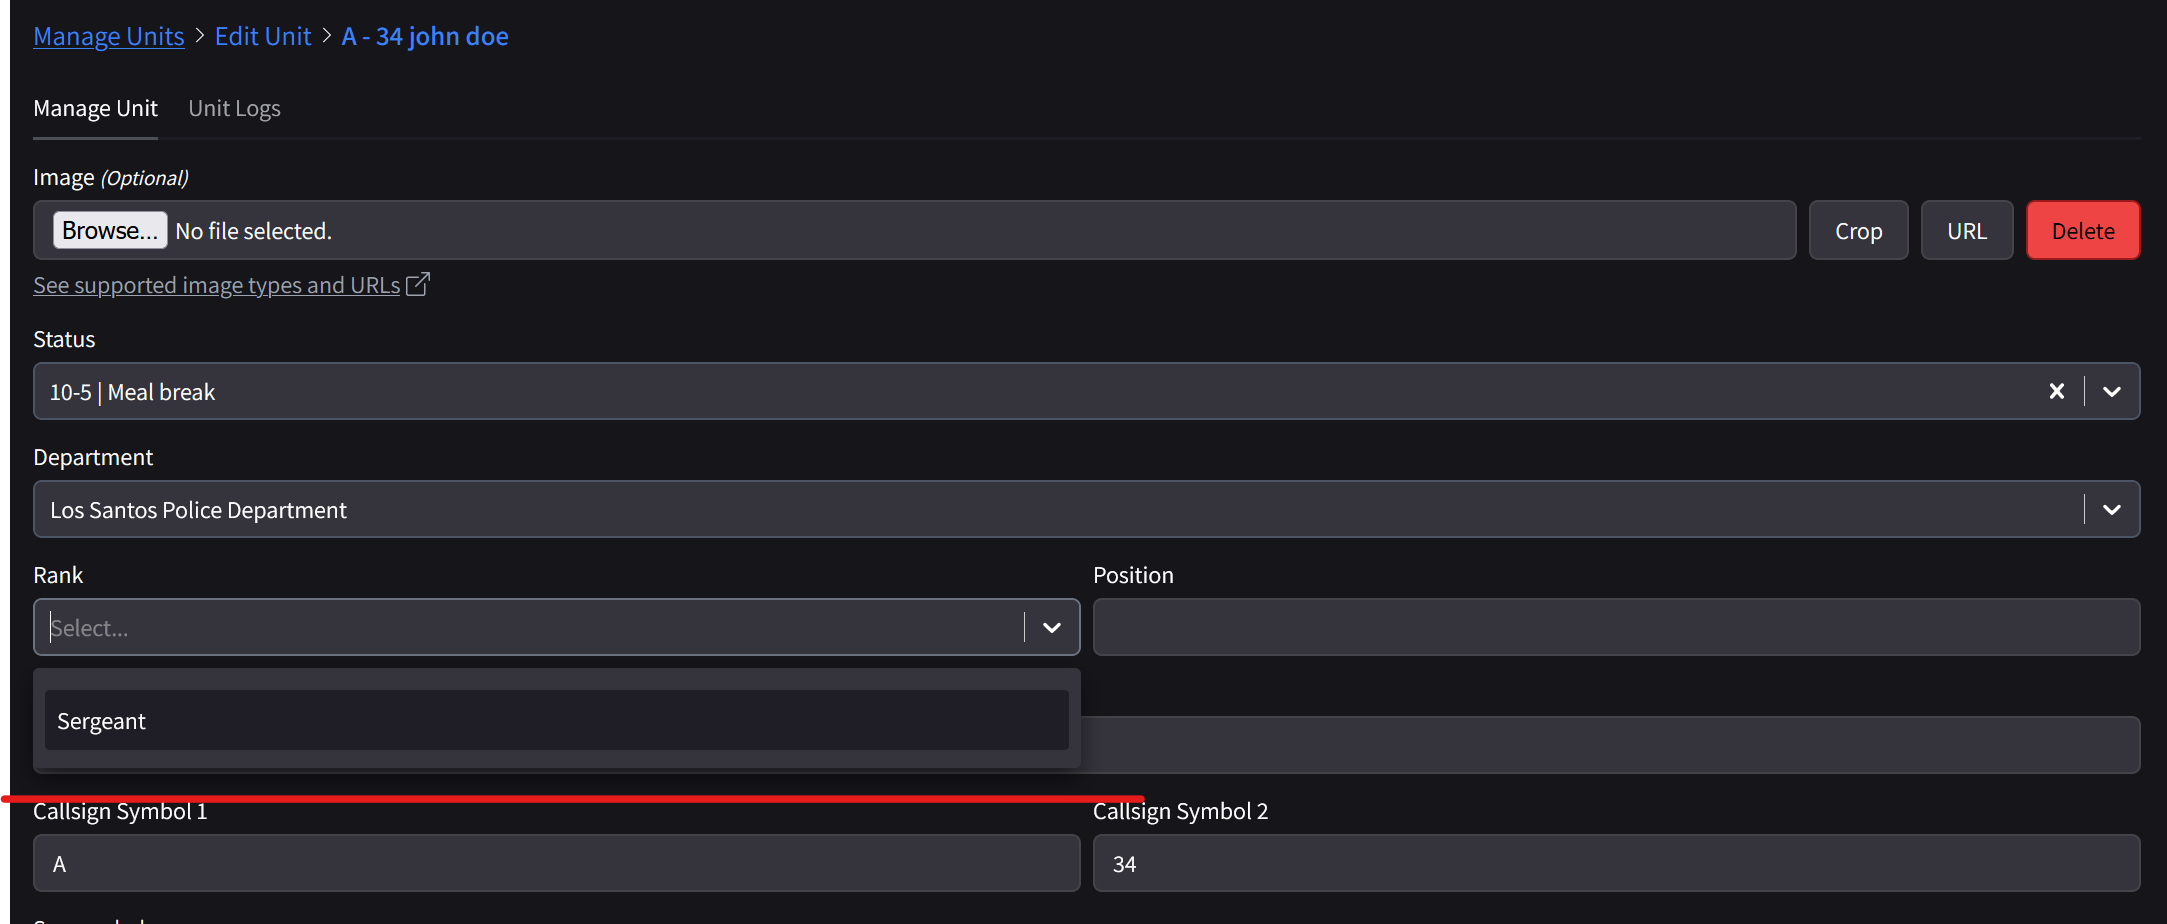 Manage Units > Edit Unit > A - 34 john doe
Manage Unit Unit Logs
Image (Optional)
Browse... No file selected. Crop URL Delete
See supported image types and URLs
Status
10-5 | Meal break
Department
Los Santos Police Department
Rank Position
Select...
Sergeant
Callsign Symbol 1 Callsign Symbol 2
A 34